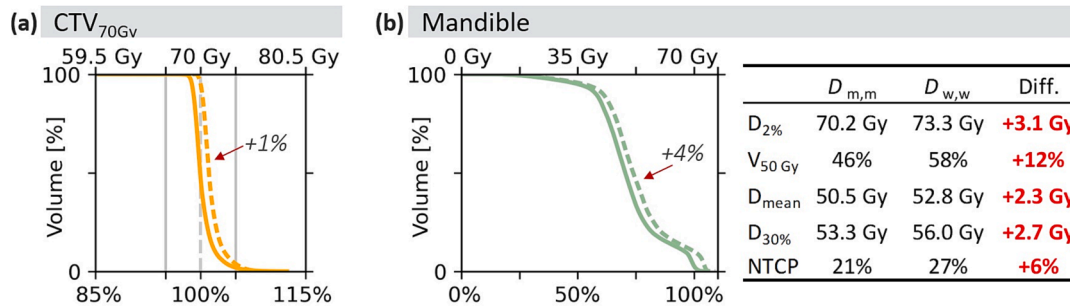 (a) CTV70Gy
59.5 Gy 70 Gy 80.5 Gy
100
Volume [%]
+1%
0
85% 100% 115%
(b) Mandible
0 Gy 35 Gy 70 Gy
100
Volume [%]
+4%
0
0% 50% 100%
D m,m D w,w Diff.
D2% 70.2 Gy 73.3 Gy +3.1 Gy
V50 Gy 46% 58% +12%
Dmean 50.5 Gy 52.8 Gy +2.3 Gy
D30% 53.3 Gy 56.0 Gy +2.7 Gy
NTCP 21% 27% +6%